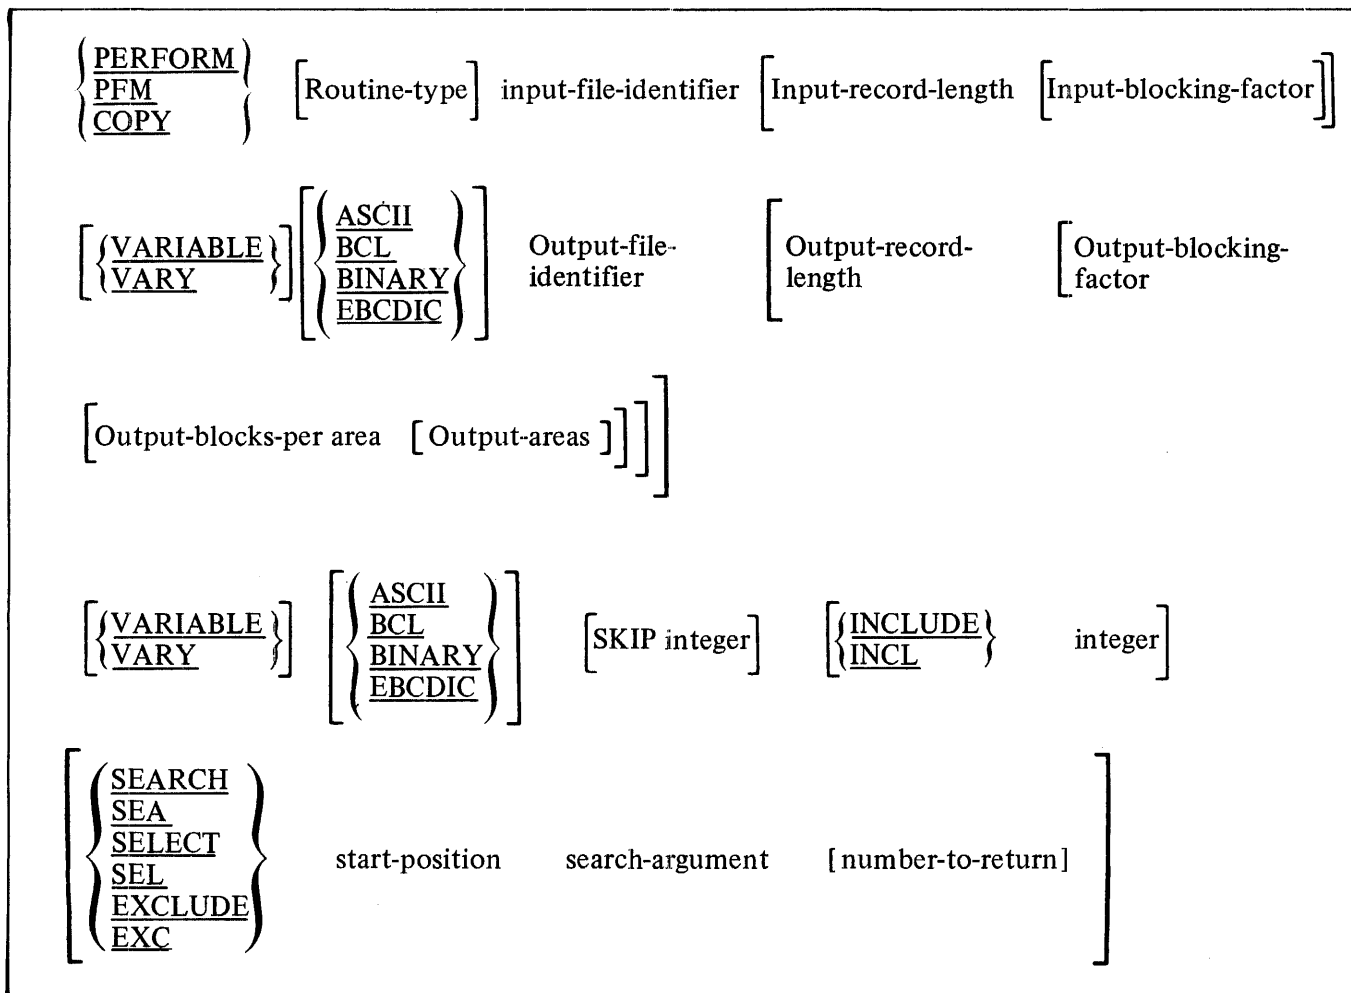 PERFORM
PFM
COPY
[Routine-type] input-file-identifier [Input-record-length [Input-blocking-factor]]
[{VARIABLE
VARY}]
[{ASCII
BCL
BINARY
EBCDIC}]
Output-file-
identifier
[Output-record-
length
[Output-blocking-
factor
[Output-blocks-per area [Output-areas]]]]
[{VARIABLE
VARY}]
[{ASCII
BCL
BINARY
EBCDIC}]
[SKIP integer]
[{INCLUDE
INCL} integer]
[{SEARCH
SEA
SELECT
SEL
EXCLUDE
EXC}
start-position search-argument [number-to-return]]